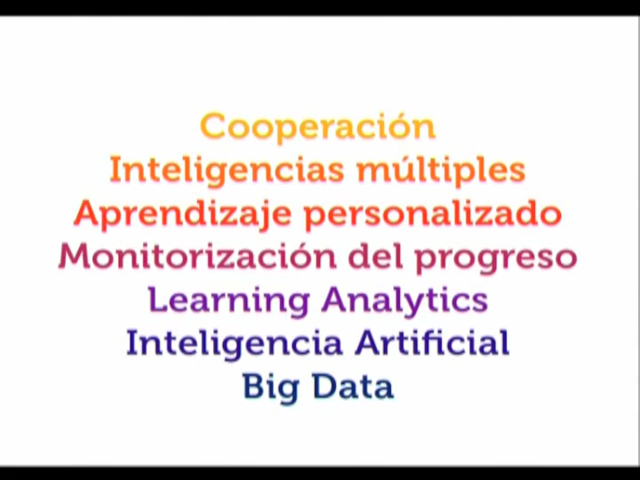 Cooperación
Inteligencias múltiples
Aprendizaje personalizado
Monitorización del progreso
Learning Analytics
Inteligencia Artificial
Big Data